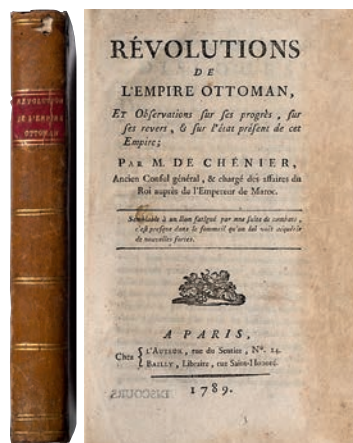 RÉVOLUTION
DE L'EMPIRE
OTTOMAN
RÉVOLUTIONS
DE
L'EMPIRE OTTOMAN,
Et Observations sur ses progrès, sur
ses revers, & sur l'état présent de cet
Empire;
PAR M. DE CHÉNIER,
Ancien Consul général, & chargé des affaires du
Roi auprès de l'Empereur de Maroc.
Semblable à un lion fatigué par une suite de combats,
c'est presque dans le sommeil qu'on lui voit acquérir
de nouvelles forces.
A PARIS,
Chez { L'AUTEUR, rue du Sentier, N°. 24.
BAILLY, Libraire, rue Saint-Honoré.
1789.
DISCOURS